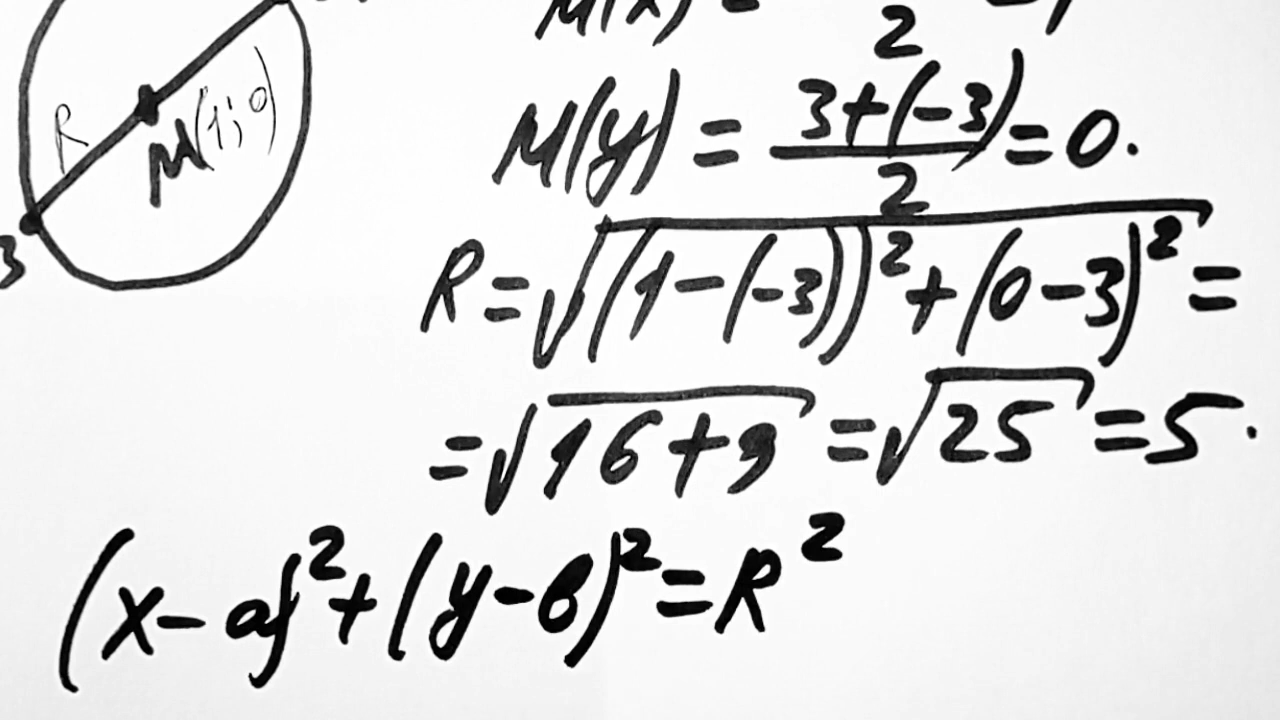 M(x) =
2
M(y) = (3+(-3))/2 = 0.
R
M(1;0)
R = √((1-(-3))² + (0-3)²) =
= √(16+9) = √25 = 5.
(x-a)² + (y-b)² = R²